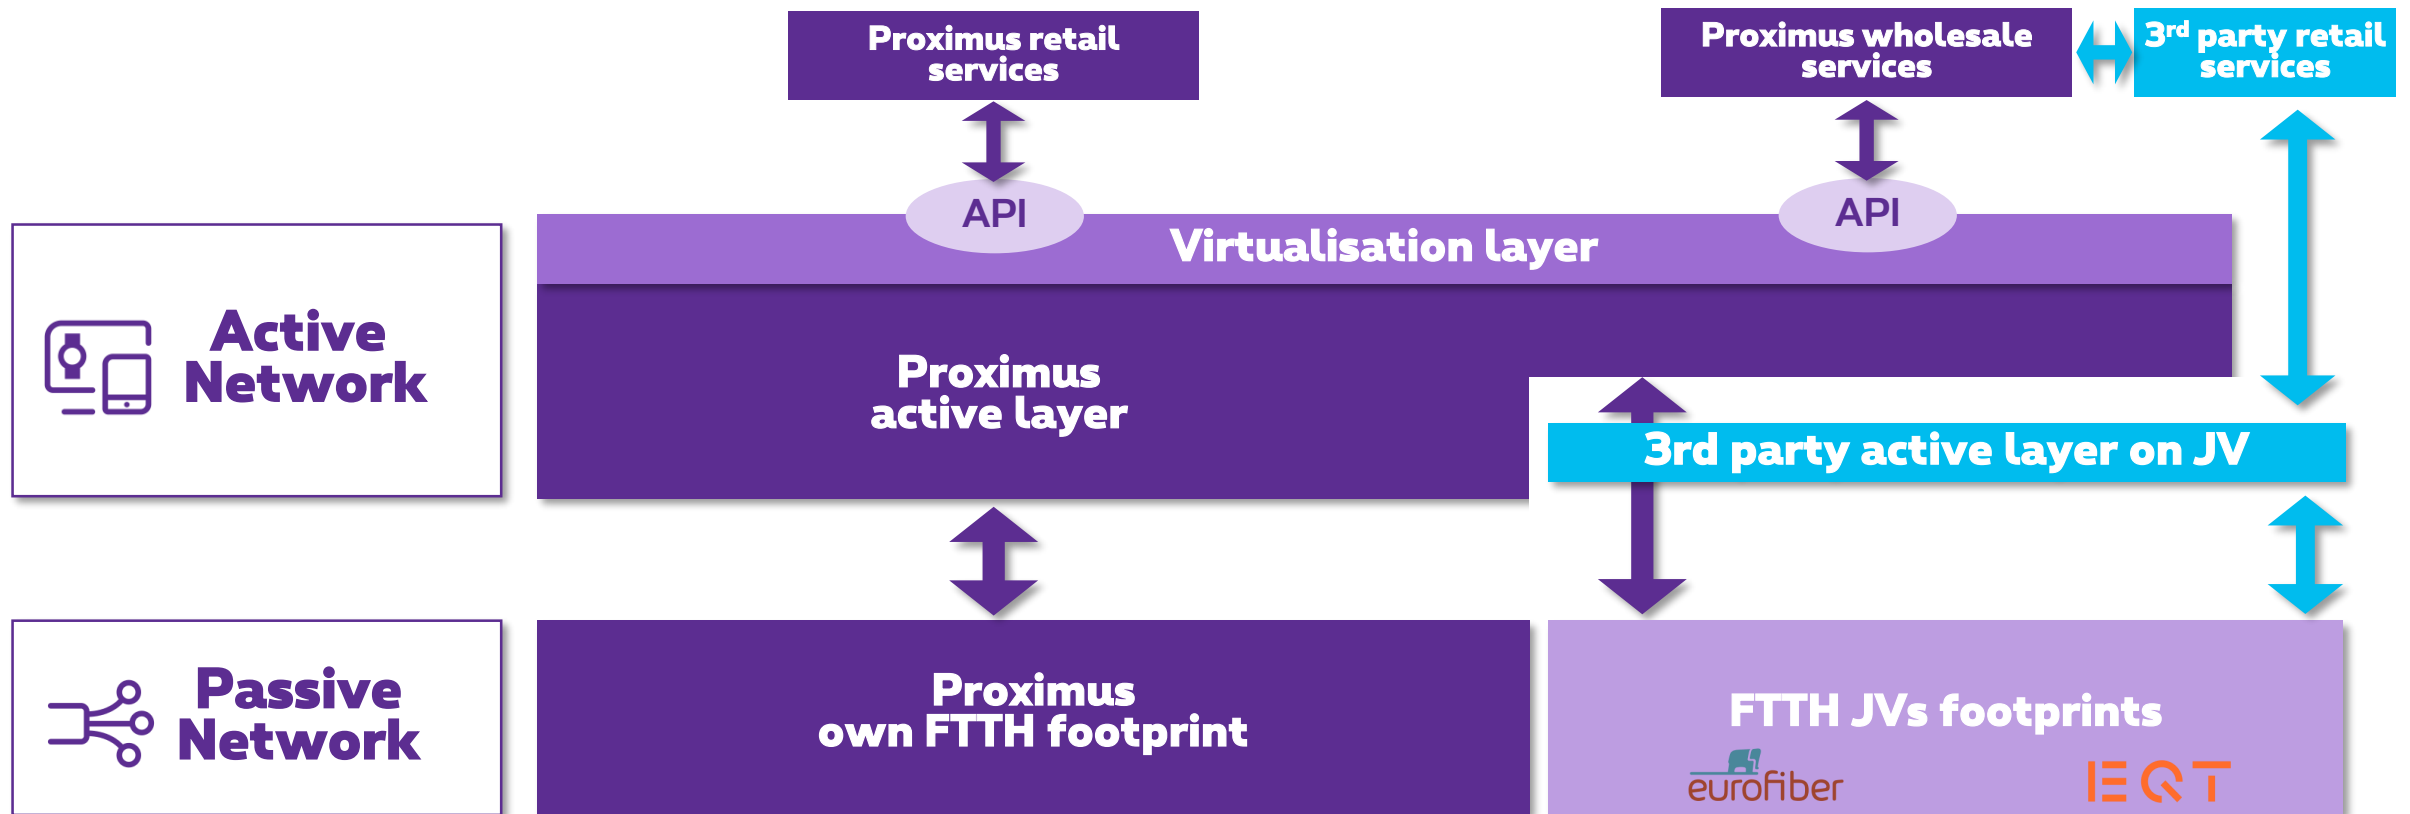 Proximus retail
services
Proximus wholesale
services
3rd party retail
services
API
API
Virtualisation layer
Active
Network
Proximus
active layer
3rd party active layer on JV
Passive
Network
Proximus
own FTTH footprint
FTTH JVs footprints
eurofiber
EQT